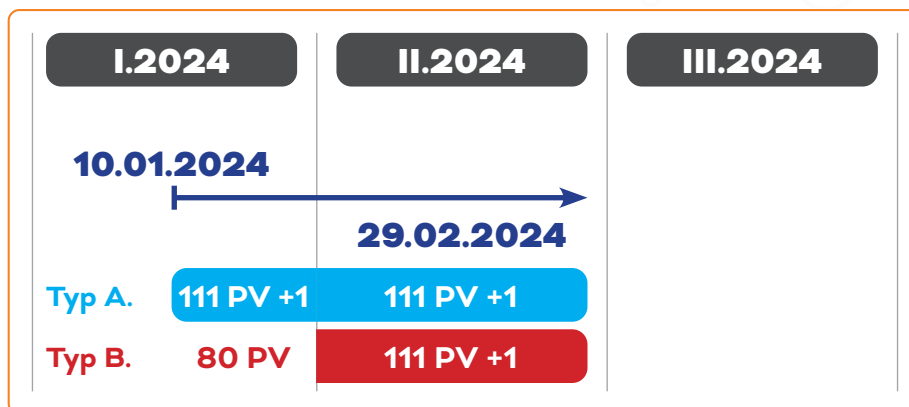 I.2024 II.2024 III.2024
10.01.2024
29.02.2024
Typ A. 111 PV +1 111 PV +1
Typ B. 80 PV 111 PV +1